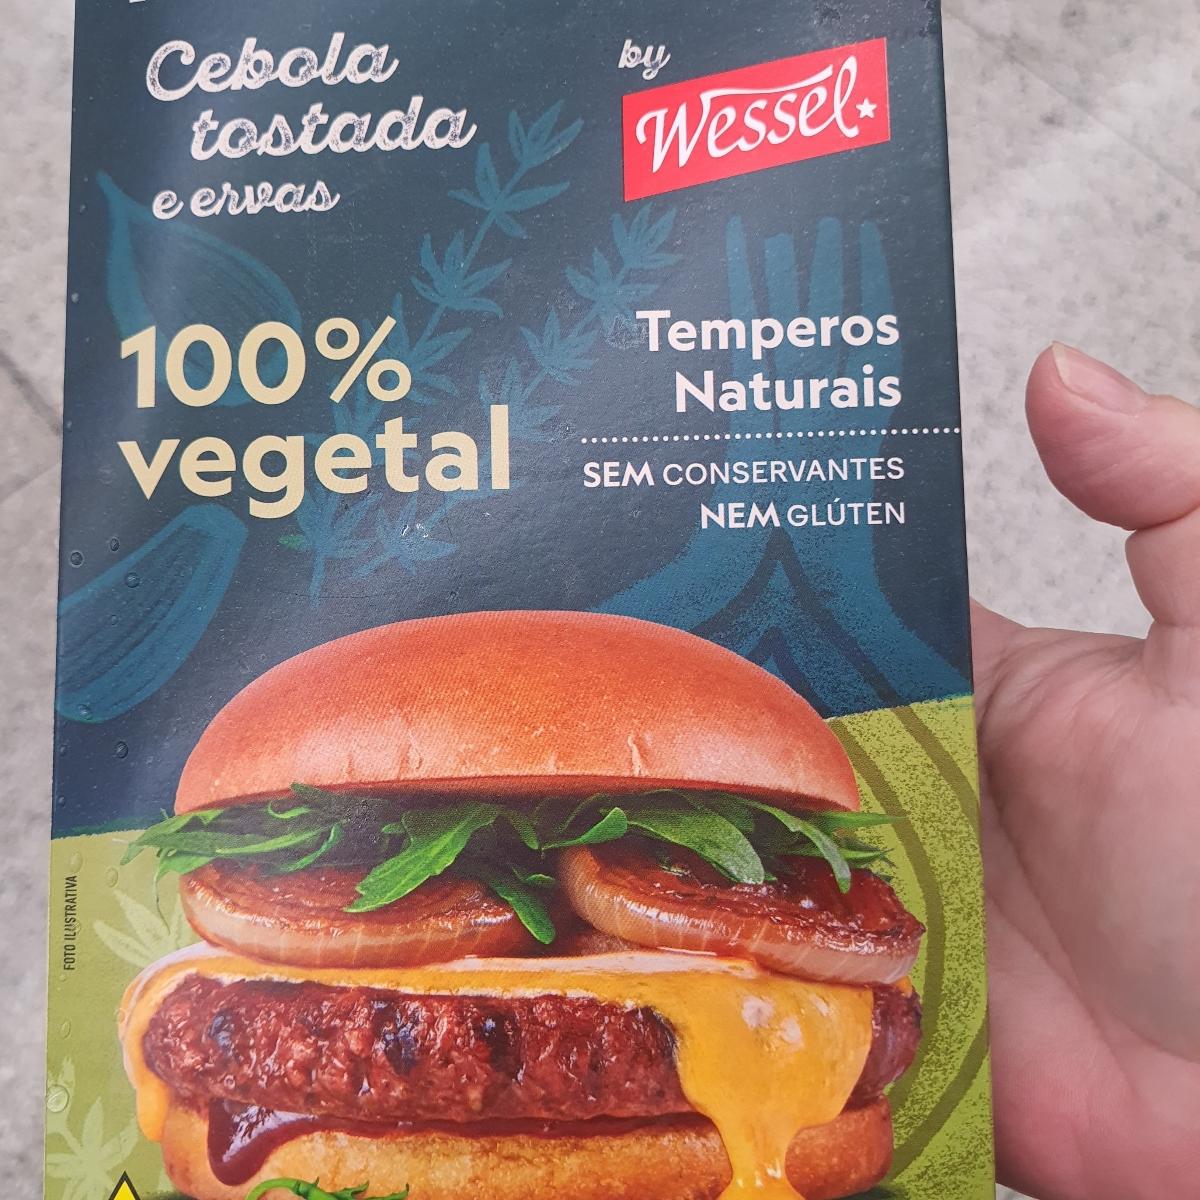 Cebola
tostada
e ervas
by
Wessel
100%
vegetal
Temperos
Naturais
SEM CONSERVANTES
NEM GLÚTEN
FOTO ILUSTRATIVA